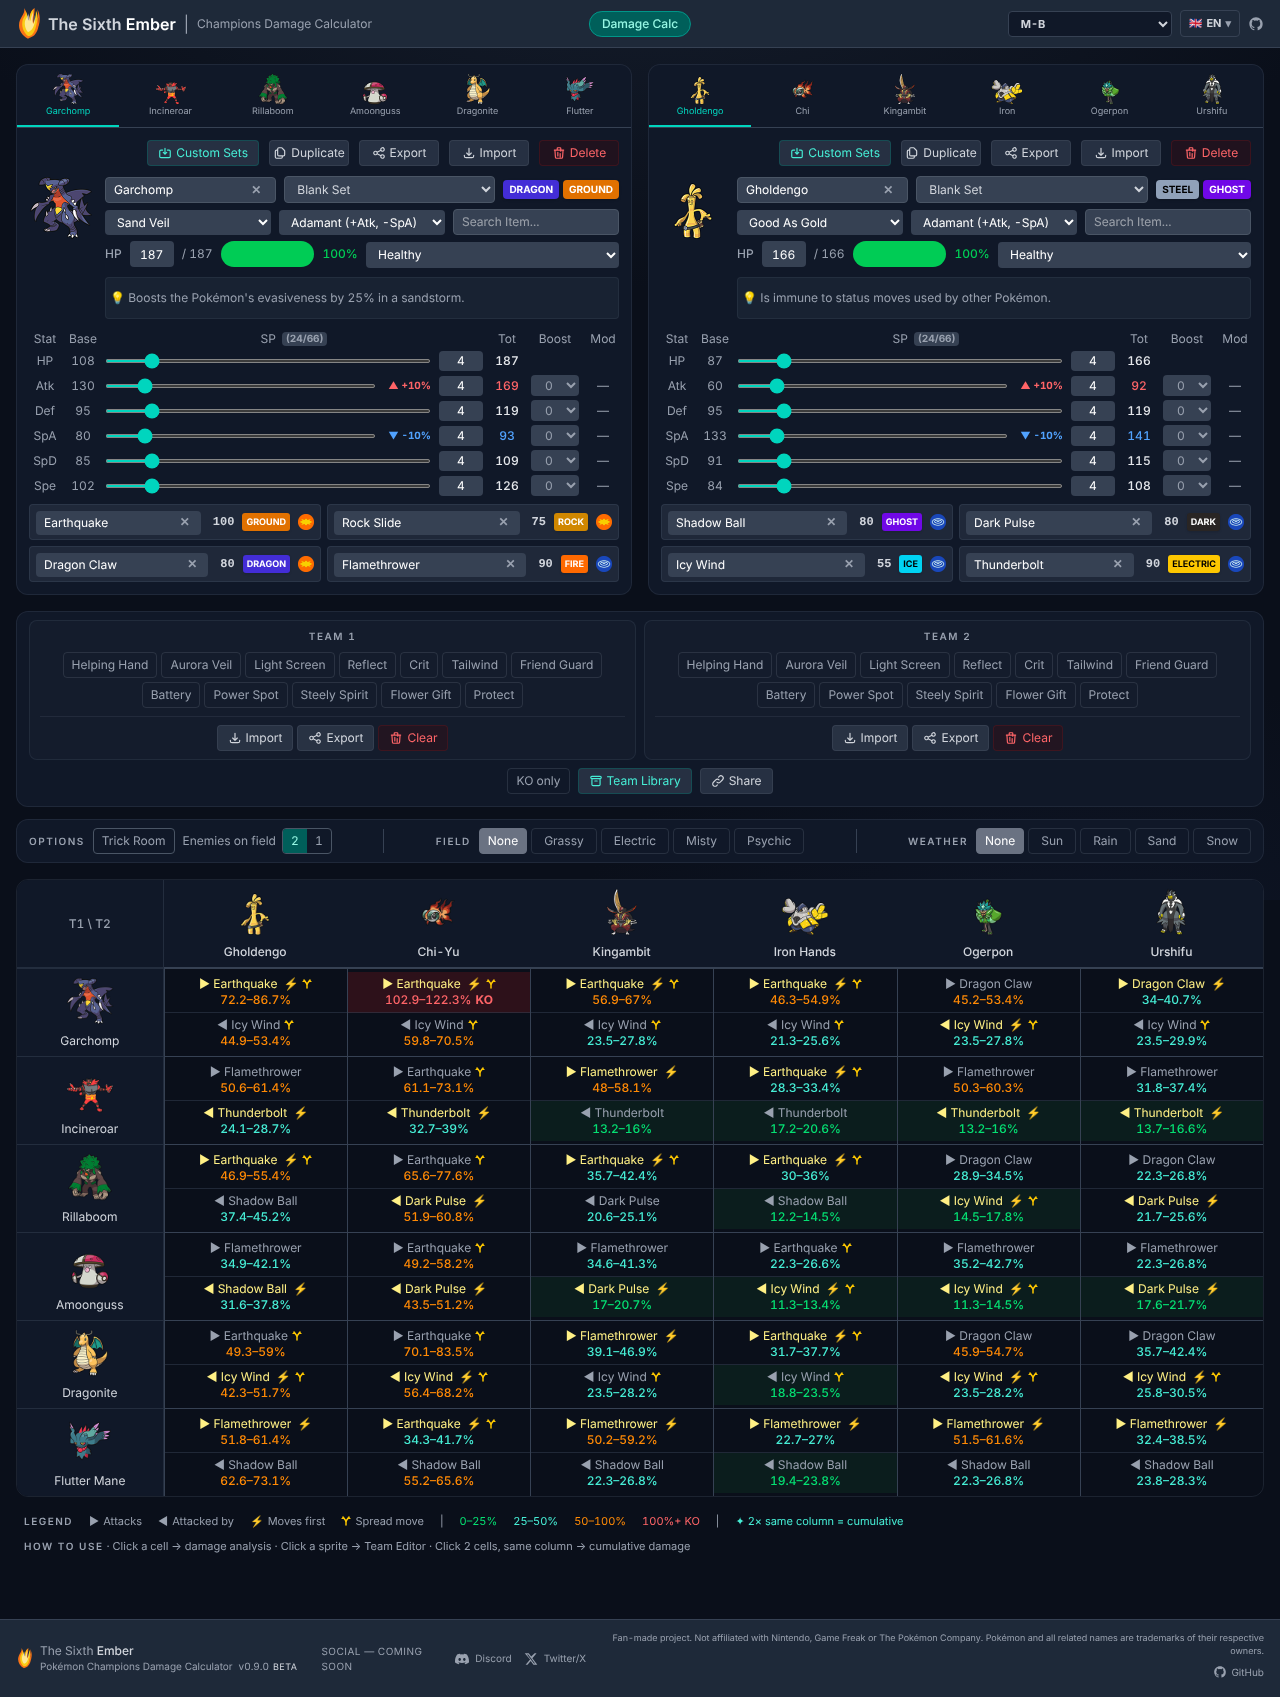 The Sixth Ember | Champions Damage Calculator
Damage Calc
M-B
EN
Garchomp Incineroar Rillaboom Amoonguss Dragonite Flutter
Custom Sets Duplicate Export Import Delete
Garchomp × Blank Set DRAGON GROUND
Sand Veil Adamant (+Atk, -SpA) Search Item...
HP 187 / 187 100% Healthy
Boosts the Pokémon's evasiveness by 25% in a sandstorm.
Stat Base SP (24/66) Tot Boost Mod
HP 108 4 187
Atk 130 ▲ +10% 4 169 0 —
Def 95 4 119 0 —
SpA 80 ▼ -10% 4 93 0 —
SpD 85 4 109 0 —
Spe 102 4 126 0 —
Earthquake × 100 GROUND Rock Slide × 75 ROCK
Dragon Claw × 80 DRAGON Flamethrower × 90 FIRE
Gholdengo Chi Kingambit Iron Ogerpon Urshifu
Custom Sets Duplicate Export Import Delete
Gholdengo × Blank Set STEEL GHOST
Good As Gold Adamant (+Atk, -SpA) Search Item...
HP 166 / 166 100% Healthy
Is immune to status moves used by other Pokémon.
Stat Base SP (24/66) Tot Boost Mod
HP 87 4 166
Atk 60 ▲ +10% 4 92 0 —
Def 95 4 119 0 —
SpA 133 ▼ -10% 4 141 0 —
SpD 91 4 115 0 —
Spe 84 4 108 0 —
Shadow Ball × 80 GHOST Dark Pulse × 80 DARK
Icy Wind × 55 ICE Thunderbolt × 90 ELECTRIC
TEAM 1
Helping Hand Aurora Veil Light Screen Reflect Crit Tailwind Friend Guard
Battery Power Spot Steely Spirit Flower Gift Protect
Import Export Clear
TEAM 2
Helping Hand Aurora Veil Light Screen Reflect Crit Tailwind Friend Guard
Battery Power Spot Steely Spirit Flower Gift Protect
Import Export Clear
KO only Team Library Share
OPTIONS Trick Room Enemies on field 2 1 FIELD None Grassy Electric Misty Psychic WEATHER None Sun Rain Sand Snow
T1 \ T2 Gholdengo Chi-Yu Kingambit Iron Hands Ogerpon Urshifu
Garchomp
▶ Earthquake ▶ Earthquake ▶ Earthquake ▶ Earthquake ▶ Dragon Claw ▶ Dragon Claw
72.2–86.7% 102.9–122.3% KO 56.9–67% 46.3–54.9% 45.2–53.4% 34–40.7%
◀ Icy Wind ◀ Icy Wind ◀ Icy Wind ◀ Icy Wind ◀ Icy Wind ◀ Icy Wind
44.9–53.4% 59.8–70.5% 23.5–27.8% 21.3–25.6% 23.5–27.8% 23.5–29.9%
Incineroar
▶ Flamethrower ▶ Earthquake ▶ Flamethrower ▶ Earthquake ▶ Flamethrower ▶ Flamethrower
50.6–61.4% 61.1–73.1% 48–58.1% 28.3–33.4% 50.3–60.3% 31.8–37.4%
◀ Thunderbolt ◀ Thunderbolt ◀ Thunderbolt ◀ Thunderbolt ◀ Thunderbolt ◀ Thunderbolt
24.1–28.7% 32.7–39% 13.2–16% 17.2–20.6% 13.2–16% 13.7–16.6%
Rillaboom
▶ Earthquake ▶ Earthquake ▶ Earthquake ▶ Earthquake ▶ Dragon Claw ▶ Dragon Claw
46.9–55.4% 65.6–77.6% 35.7–42.4% 30–36% 28.9–34.5% 22.3–26.8%
◀ Shadow Ball ◀ Dark Pulse ◀ Dark Pulse ◀ Shadow Ball ◀ Icy Wind ◀ Dark Pulse
37.4–45.2% 51.9–60.8% 20.6–25.1% 12.2–14.5% 14.5–17.8% 21.7–25.6%
Amoonguss
▶ Flamethrower ▶ Earthquake ▶ Flamethrower ▶ Earthquake ▶ Flamethrower ▶ Flamethrower
34.9–42.1% 49.2–58.2% 34.6–41.3% 22.3–26.6% 35.2–42.7% 22.3–26.8%
◀ Shadow Ball ◀ Dark Pulse ◀ Dark Pulse ◀ Icy Wind ◀ Icy Wind ◀ Dark Pulse
31.6–37.8% 43.5–51.2% 17–20.7% 11.3–13.4% 11.3–14.5% 17.6–21.7%
Dragonite
▶ Earthquake ▶ Earthquake ▶ Flamethrower ▶ Earthquake ▶ Dragon Claw ▶ Dragon Claw
49.3–59% 70.1–83.5% 39.1–46.9% 31.7–37.7% 45.9–54.7% 35.7–42.4%
◀ Icy Wind ◀ Icy Wind ◀ Icy Wind ◀ Icy Wind ◀ Icy Wind ◀ Icy Wind
42.3–51.7% 56.4–68.2% 23.5–28.2% 18.8–23.5% 23.5–28.2% 25.8–30.5%
Flutter Mane
▶ Flamethrower ▶ Earthquake ▶ Flamethrower ▶ Flamethrower ▶ Flamethrower ▶ Flamethrower
51.8–61.4% 34.3–41.7% 50.2–59.2% 22.7–27% 51.5–61.6% 32.4–38.5%
◀ Shadow Ball ◀ Shadow Ball ◀ Shadow Ball ◀ Shadow Ball ◀ Shadow Ball ◀ Shadow Ball
62.6–73.1% 55.2–65.6% 22.3–26.8% 19.4–23.8% 22.3–26.8% 23.8–28.3%
LEGEND ▶ Attacks ◀ Attacked by ⚡ Moves first Spread move | 0–25% 25–50% 50–100% 100%+ KO | ✦ 2× same column = cumulative
HOW TO USE · Click a cell → damage analysis · Click a sprite → Team Editor · Click 2 cells, same column → cumulative damage
The Sixth Ember
Pokémon Champions Damage Calculator v0.9.0 BETA
SOCIAL — COMING
SOON
Discord Twitter/X
Fan-made project. Not affiliated with Nintendo, Game Freak or The Pokémon Company. Pokémon and all related names are trademarks of their respective
owners.
GitHub